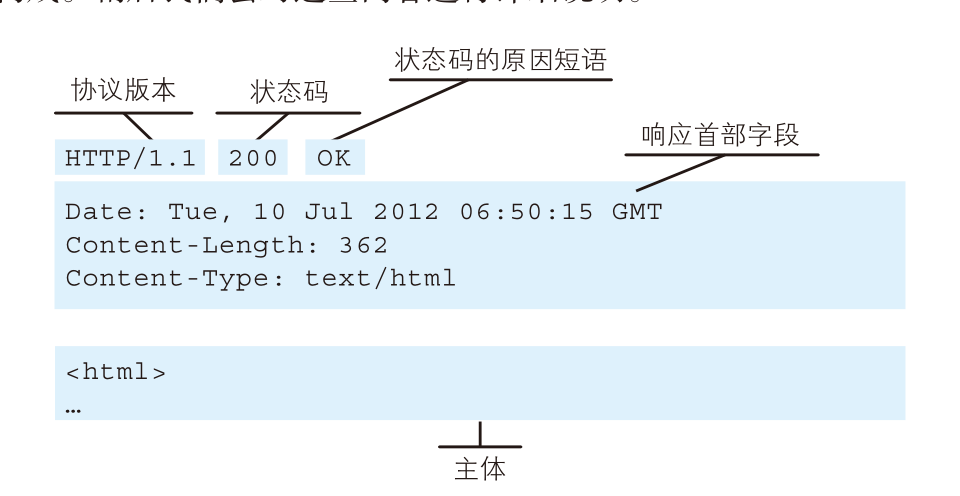 状态码的原因短语
协议版本 状态码
响应首部字段
HTTP/1.1 200 OK
Date: Tue, 10 Jul 2012 06:50:15 GMT
Content-Length: 362
Content-Type: text/html
<html>
…
主体